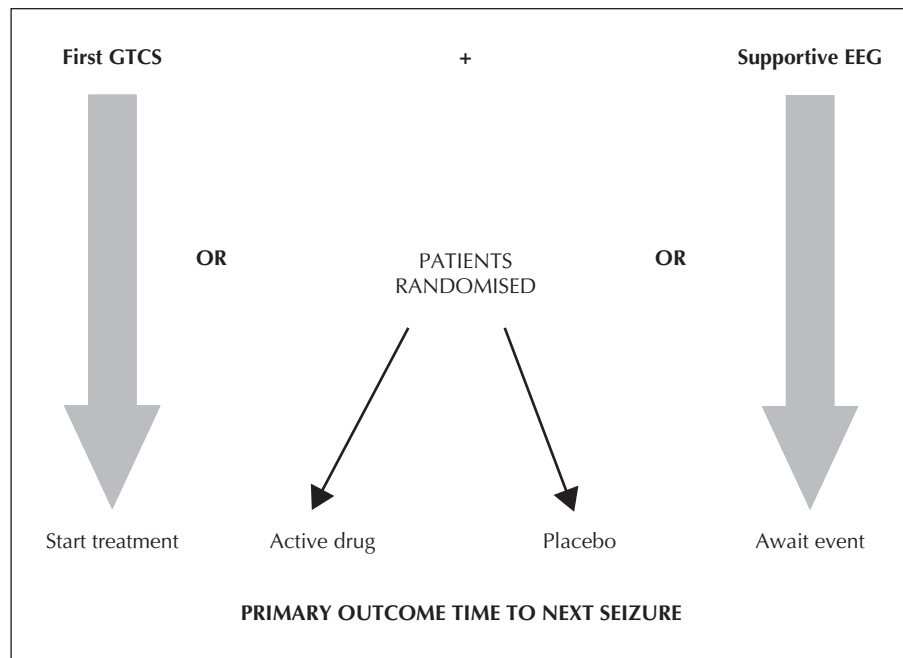 First GTCS + Supportive EEG
OR PATIENTS RANDOMISED OR
Start treatment Active drug Placebo Await event
PRIMARY OUTCOME TIME TO NEXT SEIZURE